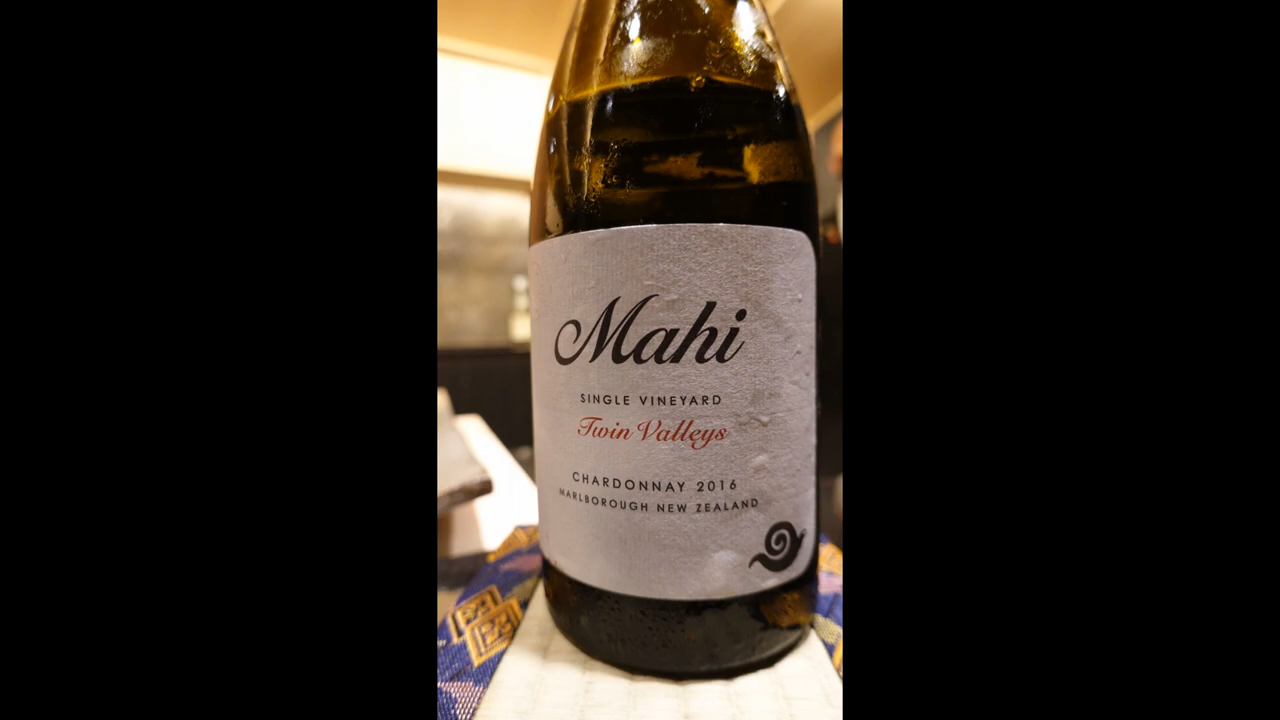 Mahi
SINGLE VINEYARD
Twin Valleys
CHARDONNAY 2016
MARLBOROUGH NEW ZEALAND